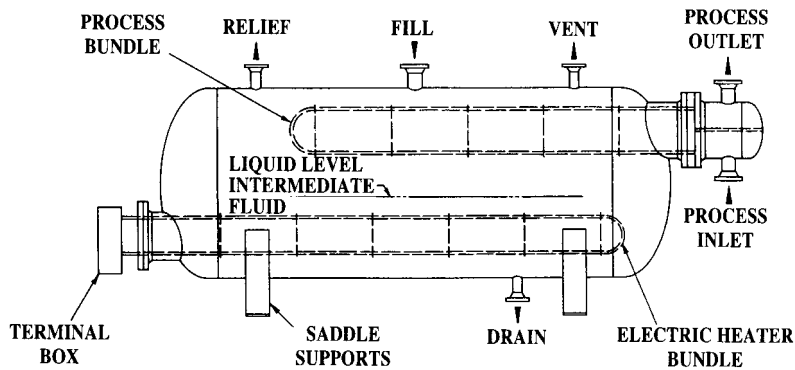 PROCESS
BUNDLE
RELIEF
FILL
VENT
PROCESS
OUTLET
LIQUID LEVEL
INTERMEDIATE
FLUID
PROCESS
INLET
TERMINAL
BOX
SADDLE
SUPPORTS
DRAIN
ELECTRIC HEATER
BUNDLE